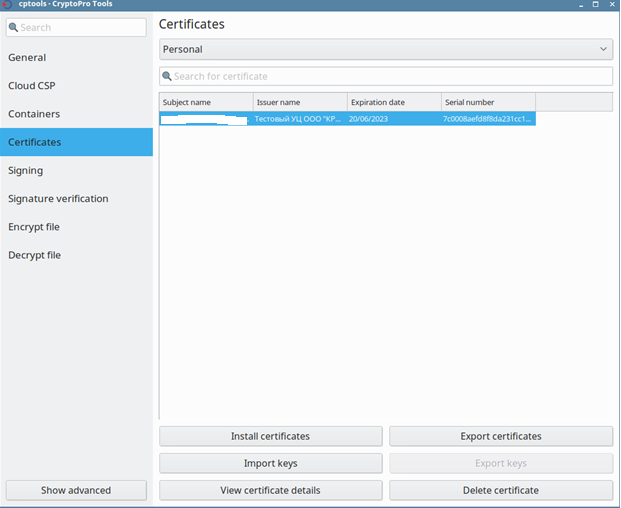 cptools - CryptoPro Tools
Search
General
Cloud CSP
Containers
Certificates
Signing
Signature verification
Encrypt file
Decrypt file
Show advanced
Certificates
Personal
Search for certificate
Subject name Issuer name Expiration date Serial number
Тестовый УЦ ООО "КР... 20/06/2023 7c0008aefd8f8da231cc1...
Install certificates Export certificates
Import keys Export keys
View certificate details Delete certificate